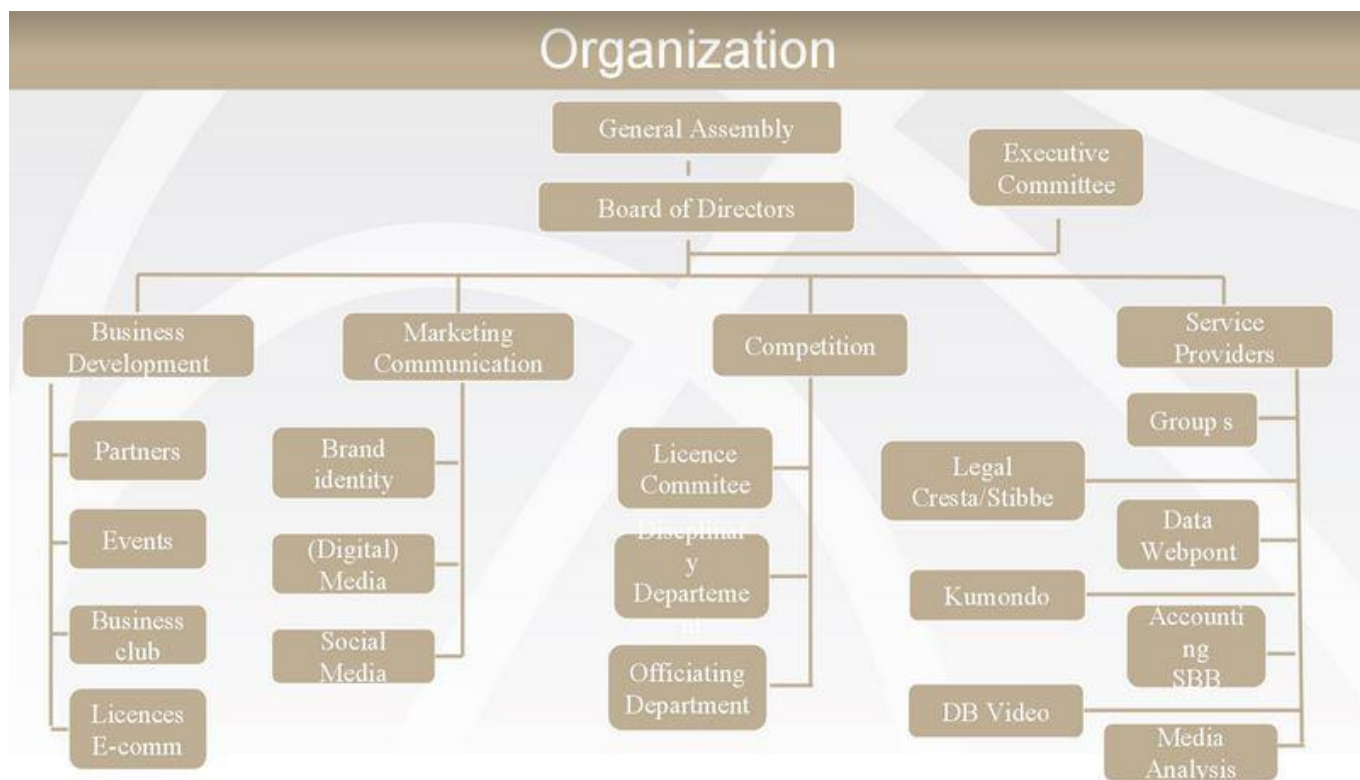 Organization
General Assembly
Executive
Committee
Board of Directors
Business
Development
Marketing
Communication
Competition
Service
Providers
Partners
Events
Business
club
Licences
E-comm
Brand
identity
(Digital)
Media
Social
Media
Licence
Commitee
Disciplinar
y
Departemen
Officiating
Department
Group s
Legal
Cresta/Stibbe
Data
Webpont
Kumondo
Accounti
ng
SBB
DB Video
Media
Analysis